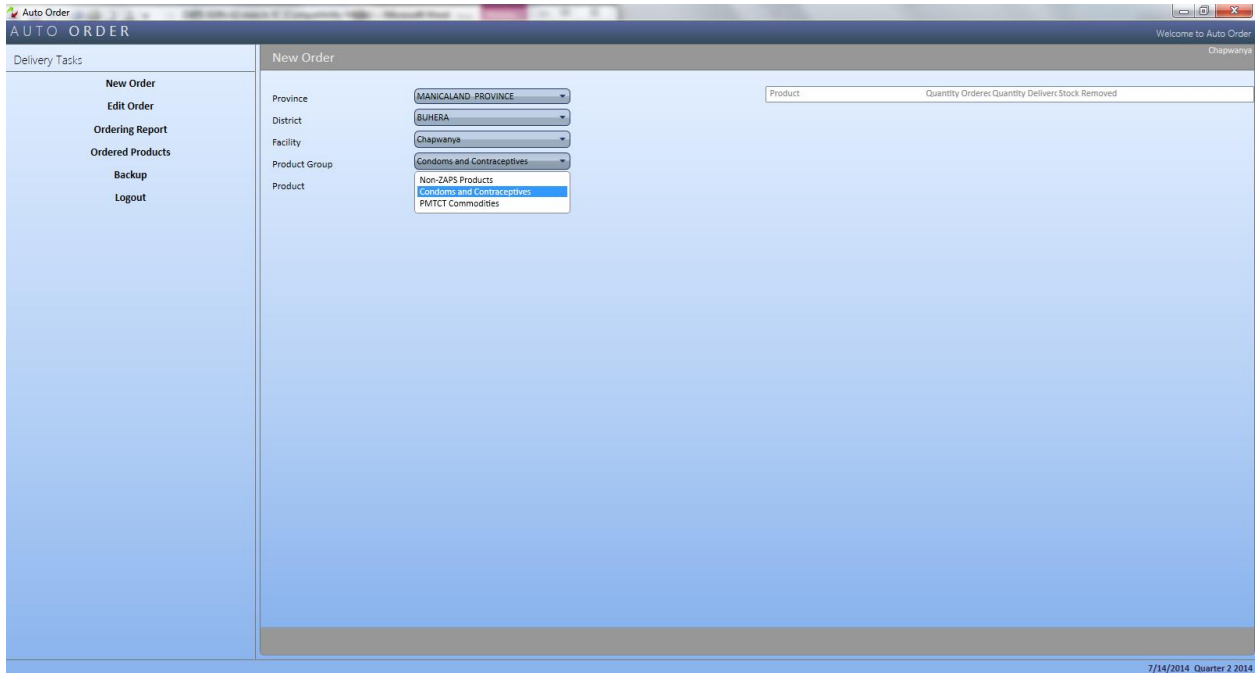 Auto Order
AUTO ORDER
Welcome to Auto Order
Chapwanya
Delivery Tasks
New Order
Edit Order
Ordering Report
Ordered Products
Backup
Logout
New Order
Province MANICALAND PROVINCE
District BUHERA
Facility Chapwanya
Product Group Condoms and Contraceptives
Product
Non-ZAPS Products
Condoms and Contraceptives
PMTCT Commodities
Product Quantity Ordered Quantity Deliver Stock Removed
7/14/2014 Quarter 2 2014